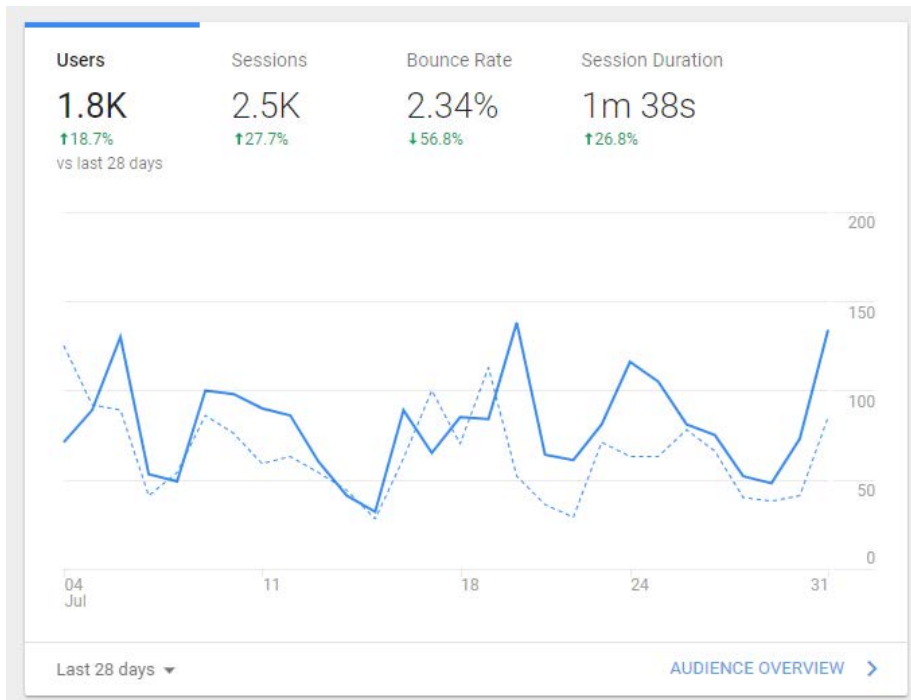 Users Sessions Bounce Rate Session Duration
1.8K 2.5K 2.34% 1m 38s
↑18.7% ↑27.7% ↓56.8% ↑26.8%
vs last 28 days
200
150
100
50
0
04 11 18 24 31
Jul
Last 28 days AUDIENCE OVERVIEW